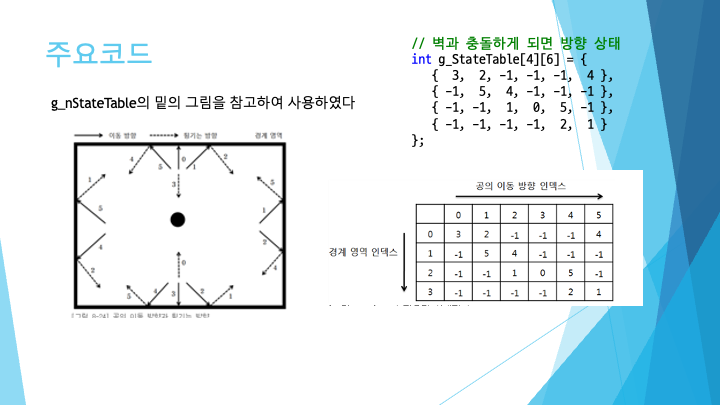 주요코드
g_nStateTable의 밑의 그림을 참고하여 사용하였다
// 벽과 충돌하게 되면 방향 상태
int g_StateTable[4][6] = {
{ 3, 2, -1, -1, -1, 4 },
{ -1, 5, 4, -1, -1, -1 },
{ -1, -1, 1, 0, 5, -1 },
{ -1, -1, -1, -1, 2, 1 }
};
이동 방향 튕기는 방향 경계 영역
4 0 2
5 1
1 3 5
5 1
4 2
0
2 4 3 4
5 2 1
[그림 8-24] 공의 이동 방향과 튕기는 방향
공의 이동 방향 인덱스
경계 영역 인덱스
0 1 2 3 4 5
0 3 2 -1 -1 -1 4
1 -1 5 4 -1 -1 -1
2 -1 -1 1 0 5 -1
3 -1 -1 -1 -1 2 1